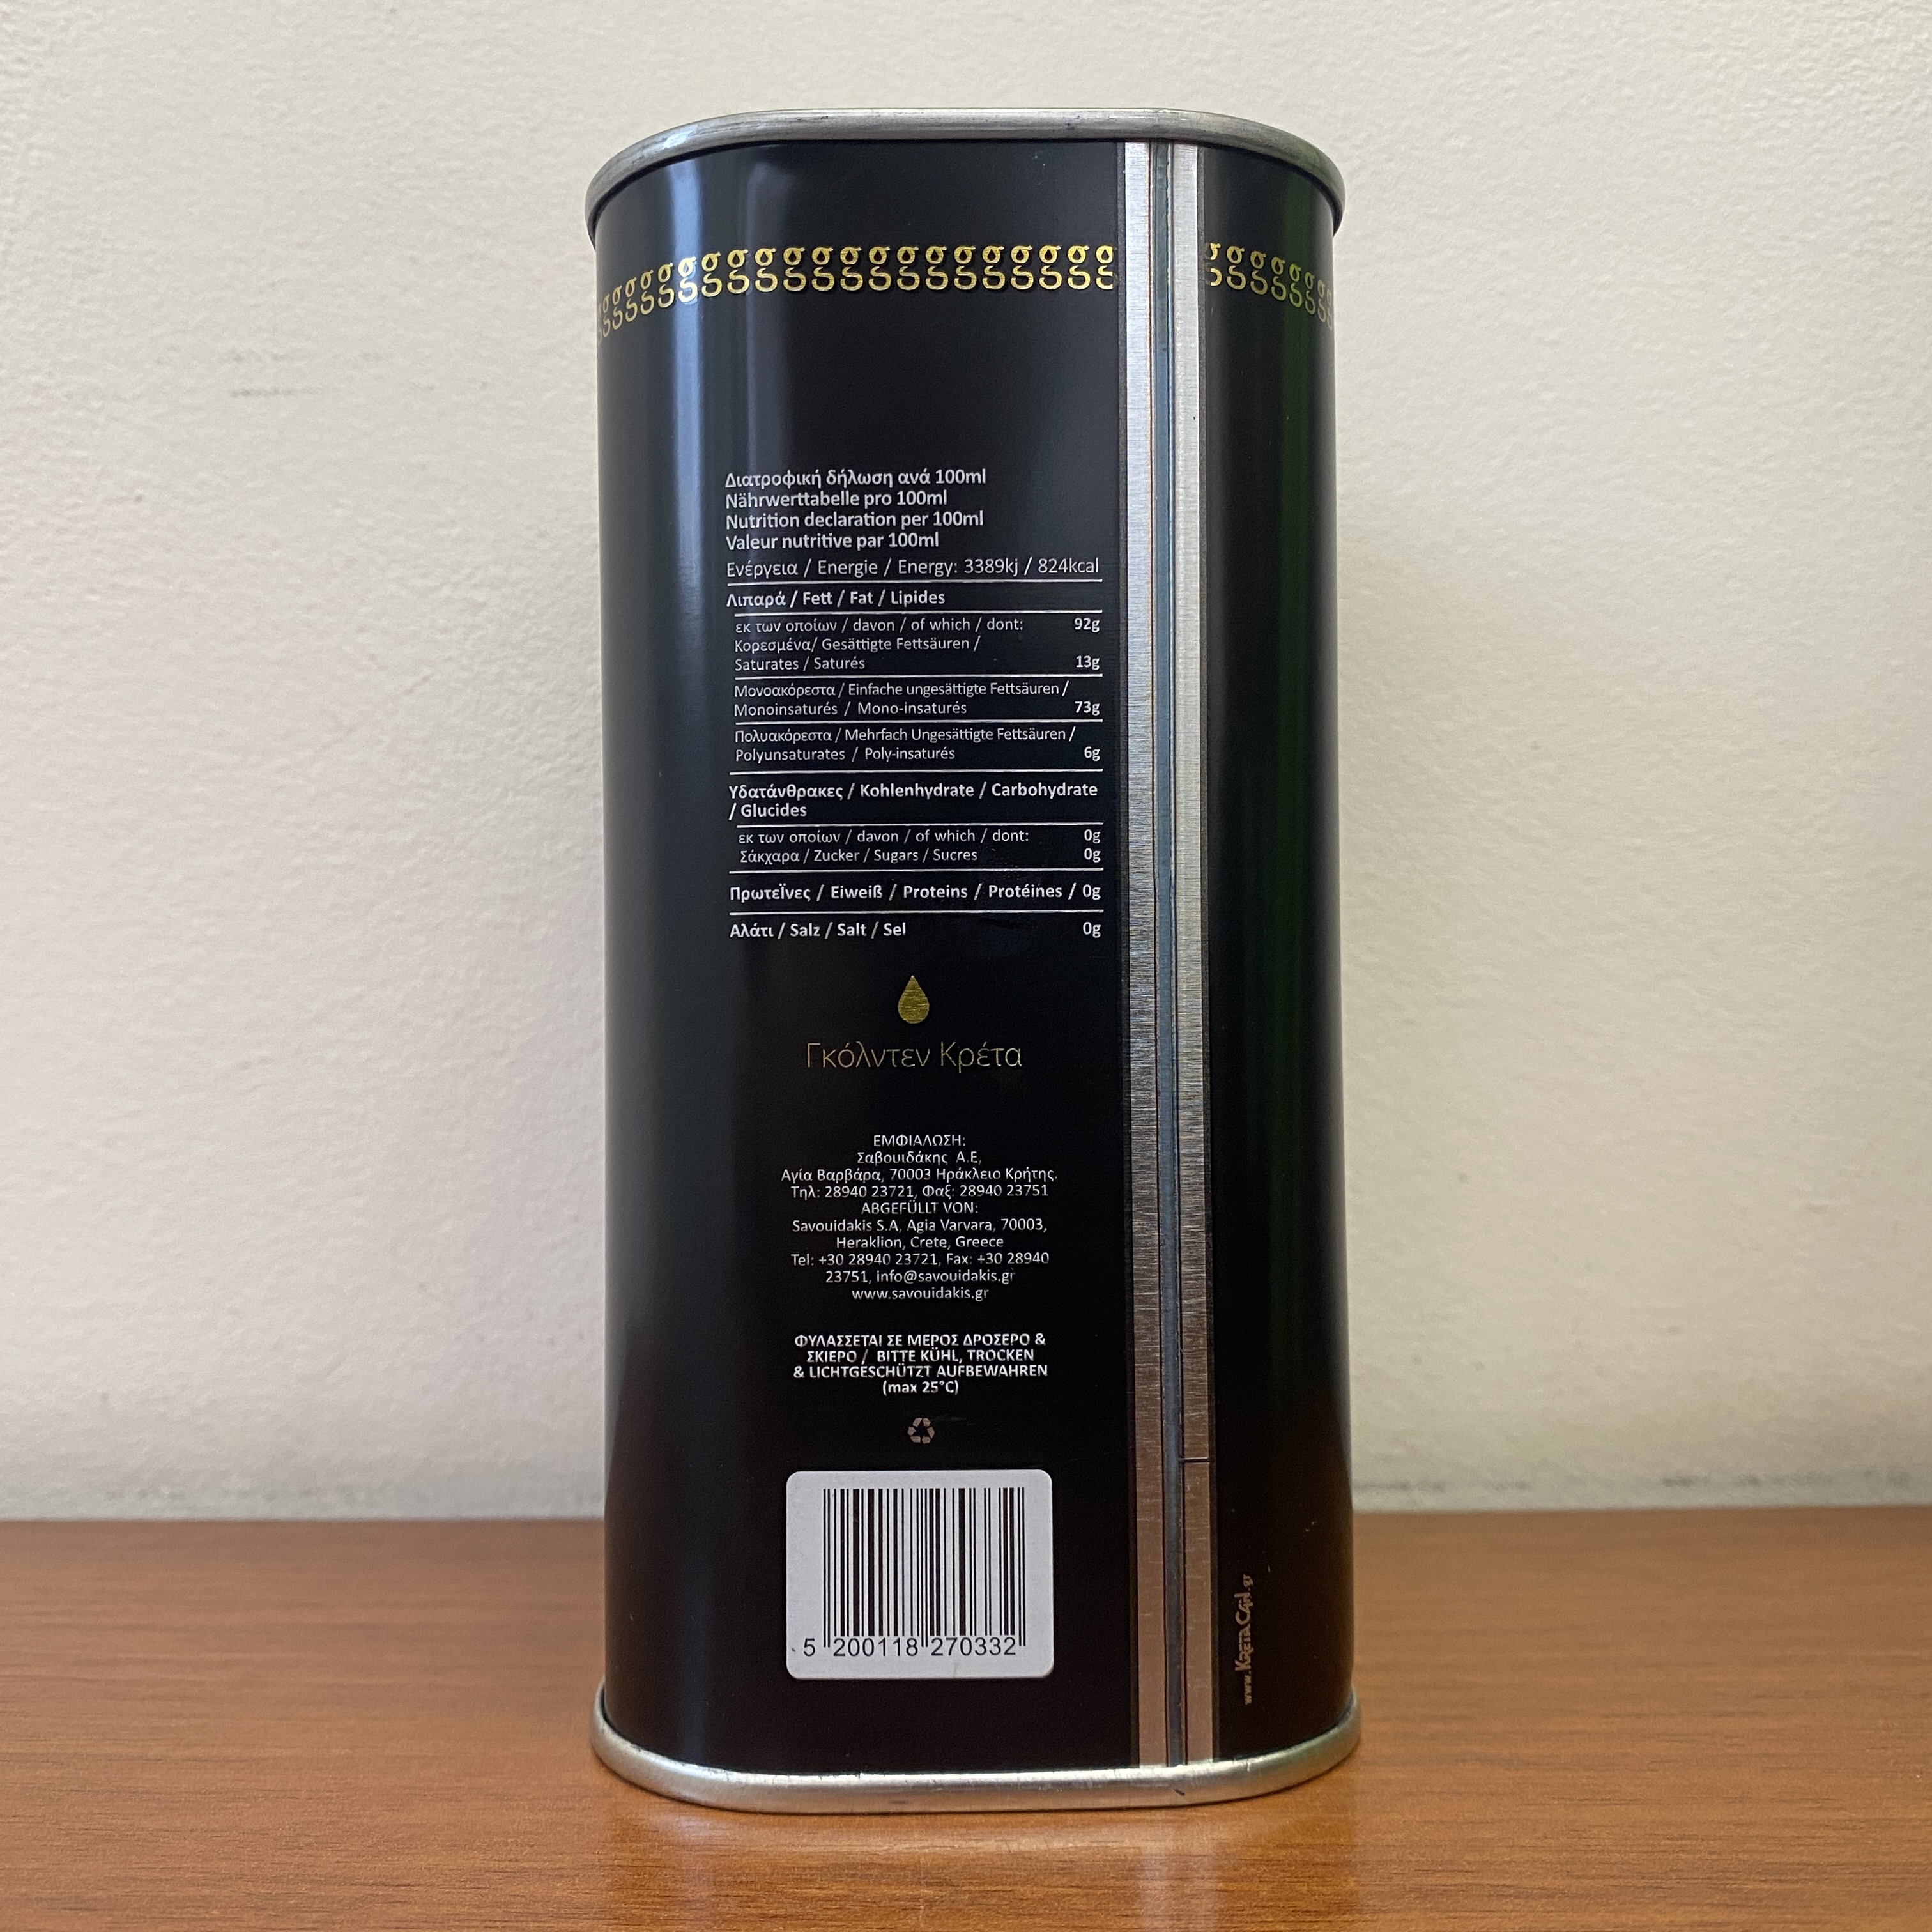 Διατροφική δήλωση ανά 100ml
Nährwerttabelle pro 100ml
Nutrition declaration per 100ml
Valeur nutritive par 100ml
Ενέργεια / Energie / Energy: 3389kj / 824kcal
Λιπαρά / Fett / Fat / Lipides
εκ των οποίων / davon / of which / dont: 92g
Κορεσμένα/ Gesättigte Fettsäuren /
Saturates / Saturés 13g
Μονοακόρεστα / Einfache ungesättigte Fettsäuren /
Monoinsaturés / Mono-insaturés 73g
Πολυακόρεστα / Mehrfach Ungesättigte Fettsäuren /
Polyunsaturates / Poly-insaturés 6g
Υδατάνθρακες / Kohlenhydrate / Carbohydrate
/ Glucides
εκ των οποίων / davon / of which / dont: 0g
Σάκχαρα / Zucker / Sugars / Sucres 0g
Πρωτεΐνες / Eiweiß / Proteins / Protéines / 0g
Αλάτι / Salz / Salt / Sel 0g
Γκόλντεν Κρέτα
ΕΜΦΙΑΛΩΣΗ:
Σαβουιδάκης Α.Ε,
Αγία Βαρβάρα, 70003 Ηράκλειο Κρήτης.
Τηλ: 28940 23721, Φαξ: 28940 23751
ABGEFÜLLT VON:
Savouidakis S.A, Agia Varvara, 70003,
Heraklion, Crete, Greece
Tel: +30 28940 23721, Fax: +30 28940
23751, info@savouidakis.gr
www.savouidakis.gr
ΦΥΛΑΣΣΕΤΑΙ ΣΕ ΜΕΡΟΣ ΔΡΟΣΕΡΟ &
ΣΚΙΕΡΟ / BITTE KÜHL, TROCKEN
& LICHTGESCHÜTZT AUFBEWAHREN
(max 25°C)
5 200118 270332
www.KRETACAN.gr